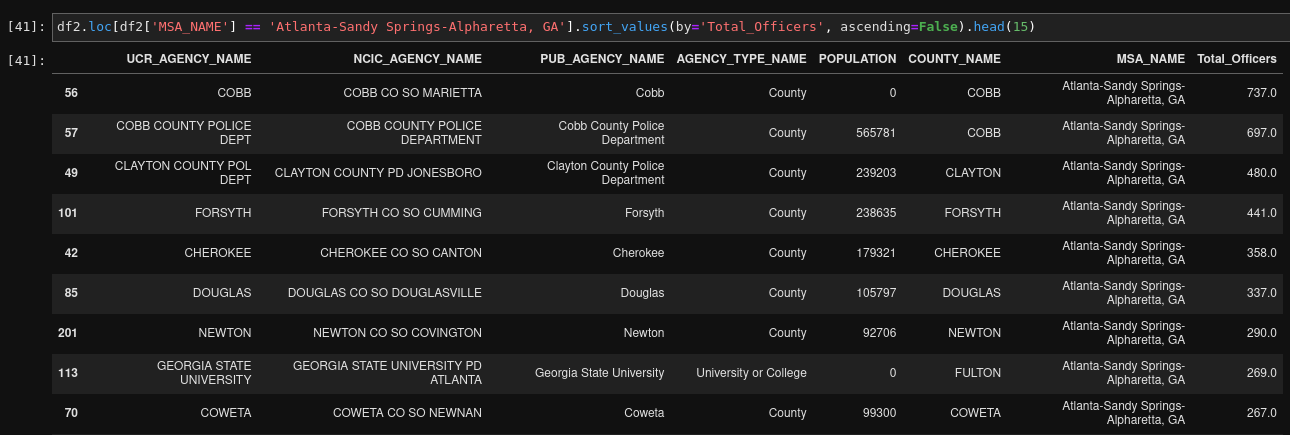 [41]: df2.loc[df2['MSA_NAME'] == 'Atlanta-Sandy Springs-Alpharetta, GA'].sort_values(by='Total_Officers', ascending=False).head(15)
[41]:
UCR_AGENCY_NAME NCIC_AGENCY_NAME PUB_AGENCY_NAME AGENCY_TYPE_NAME POPULATION COUNTY_NAME MSA_NAME Total_Officers
56 COBB COBB CO SO MARIETTA Cobb County 0 COBB Atlanta-Sandy Springs-
Alpharetta, GA 737.0
57 COBB COUNTY POLICE
DEPT COBB COUNTY POLICE
DEPARTMENT Cobb County Police
Department County 565781 COBB Atlanta-Sandy Springs-
Alpharetta, GA 697.0
49 CLAYTON COUNTY POL
DEPT CLAYTON COUNTY PD JONESBORO Clayton County Police
Department County 239203 CLAYTON Atlanta-Sandy Springs-
Alpharetta, GA 480.0
101 FORSYTH FORSYTH CO SO CUMMING Forsyth County 238635 FORSYTH Atlanta-Sandy Springs-
Alpharetta, GA 441.0
42 CHEROKEE CHEROKEE CO SO CANTON Cherokee County 179321 CHEROKEE Atlanta-Sandy Springs-
Alpharetta, GA 358.0
85 DOUGLAS DOUGLAS CO SO DOUGLASVILLE Douglas County 105797 DOUGLAS Atlanta-Sandy Springs-
Alpharetta, GA 337.0
201 NEWTON NEWTON CO SO COVINGTON Newton County 92706 NEWTON Atlanta-Sandy Springs-
Alpharetta, GA 290.0
113 GEORGIA STATE
UNIVERSITY GEORGIA STATE UNIVERSITY PD
ATLANTA Georgia State University University or College 0 FULTON Atlanta-Sandy Springs-
Alpharetta, GA 269.0
70 COWETA COWETA CO SO NEWNAN Coweta County 99300 COWETA Atlanta-Sandy Springs-
Alpharetta, GA 267.0